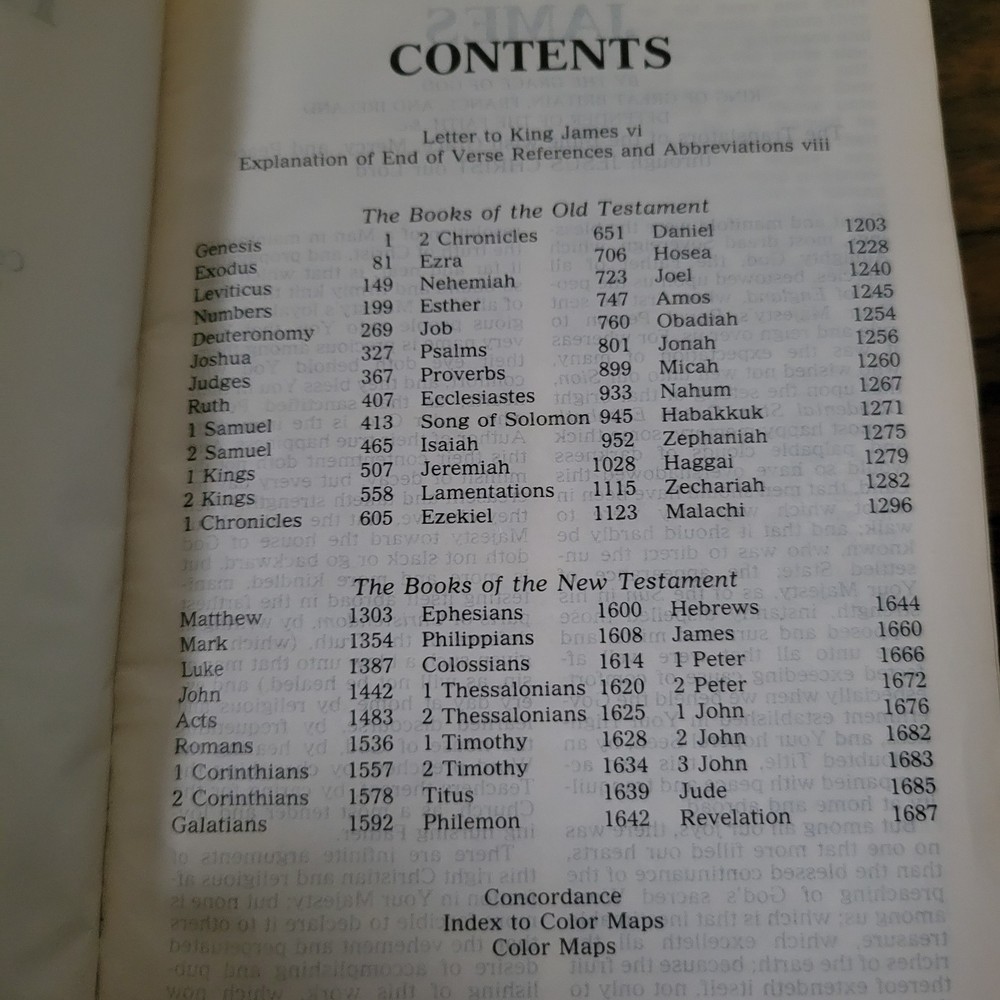 CONTENTS
Letter to King James vi
Explanation of End of Verse References and Abbreviations viii
The Books of the Old Testament
Genesis 1 2 Chronicles 651 Daniel 1203
Exodus 81 Ezra 706 Hosea 1228
Leviticus 149 Nehemiah 723 Joel 1240
Numbers 199 Esther 747 Amos 1245
Deuteronomy 269 Job 760 Obadiah 1254
Joshua 327 Psalms 801 Jonah 1256
Judges 367 Proverbs 899 Micah 1260
Ruth 407 Ecclesiastes 933 Nahum 1267
1 Samuel 413 Song of Solomon 945 Habakkuk 1271
2 Samuel 465 Isaiah 952 Zephaniah 1275
1 Kings 507 Jeremiah 1028 Haggai 1279
2 Kings 558 Lamentations 1115 Zechariah 1282
1 Chronicles 605 Ezekiel 1123 Malachi 1296
The Books of the New Testament
Matthew 1303 Ephesians 1600 Hebrews 1644
Mark 1354 Philippians 1608 James 1660
Luke 1387 Colossians 1614 1 Peter 1666
John 1442 1 Thessalonians 1620 2 Peter 1672
Acts 1483 2 Thessalonians 1625 1 John 1676
Romans 1536 1 Timothy 1628 2 John 1682
1 Corinthians 1557 2 Timothy 1634 3 John 1683
2 Corinthians 1578 Titus 1639 Jude 1685
Galatians 1592 Philemon 1642 Revelation 1687
Concordance
Index to Color Maps
Color Maps